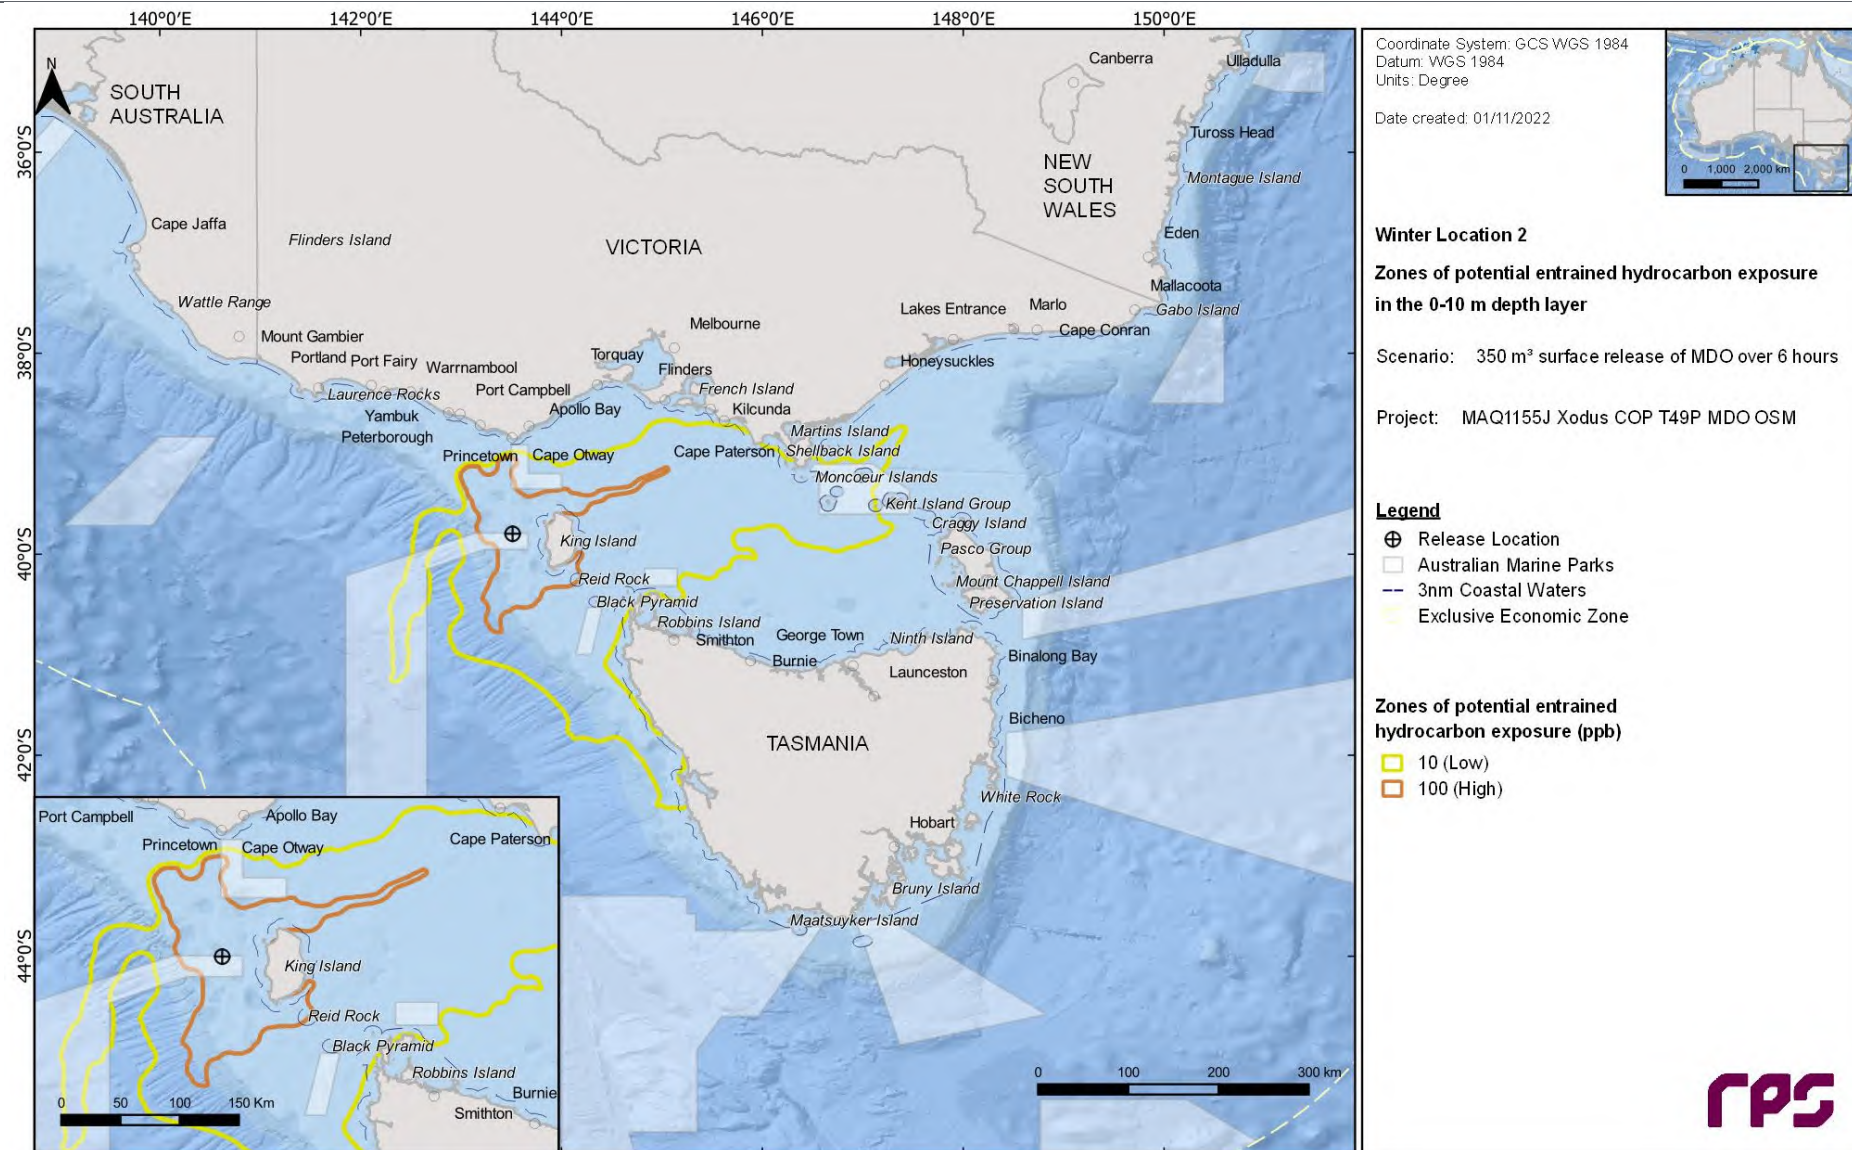 140°0'E 142°0'E 144°0'E 146°0'E 148°0'E 150°0'E
36°0'S
38°0'S
40°0'S
42°0'S
44°0'S
N
SOUTH
AUSTRALIA
Canberra
Ulladulla
Tuross Head
NEW
SOUTH
WALES
Montague Island
Cape Jaffa
Flinders Island
VICTORIA
Eden
Wattle Range
Mallacoota
Lakes Entrance
Marlo
Gabo Island
Melbourne
Cape Conran
Mount Gambier
Portland
Port Fairy
Warrnambool
Torquay
Flinders
Honeysuckles
Laurence Rocks
Port Campbell
French Island
Yambuk
Apollo Bay
Kilcunda
Peterborough
Martins Island
Princetown
Cape Otway
Cape Paterson
Shellback Island
Moncoeur Islands
Kent Island Group
Craggy Island
King Island
Pasco Group
Reid Rock
Mount Chappell Island
Black Pyramid
Preservation Island
Robbins Island
Smithton
George Town
Ninth Island
Burnie
Binalong Bay
Launceston
Bicheno
TASMANIA
White Rock
Hobart
Bruny Island
Maatsuyker Island
0 100 200 300 km
Port Campbell
Apollo Bay
Princetown
Cape Otway
Cape Paterson
King Island
Reid Rock
Black Pyramid
Robbins Island
Burnie
Smithton
0 50 100 150 Km
Coordinate System: GCS WGS 1984
Datum: WGS 1984
Units: Degree
Date created: 01/11/2022
0 1,000 2,000 km
Winter Location 2
Zones of potential entrained hydrocarbon exposure
in the 0-10 m depth layer
Scenario: 350 m³ surface release of MDO over 6 hours
Project: MAQ1155J Xodus COP T49P MDO OSM
Legend
Release Location
Australian Marine Parks
3nm Coastal Waters
Exclusive Economic Zone
Zones of potential entrained
hydrocarbon exposure (ppb)
10 (Low)
100 (High)
rps